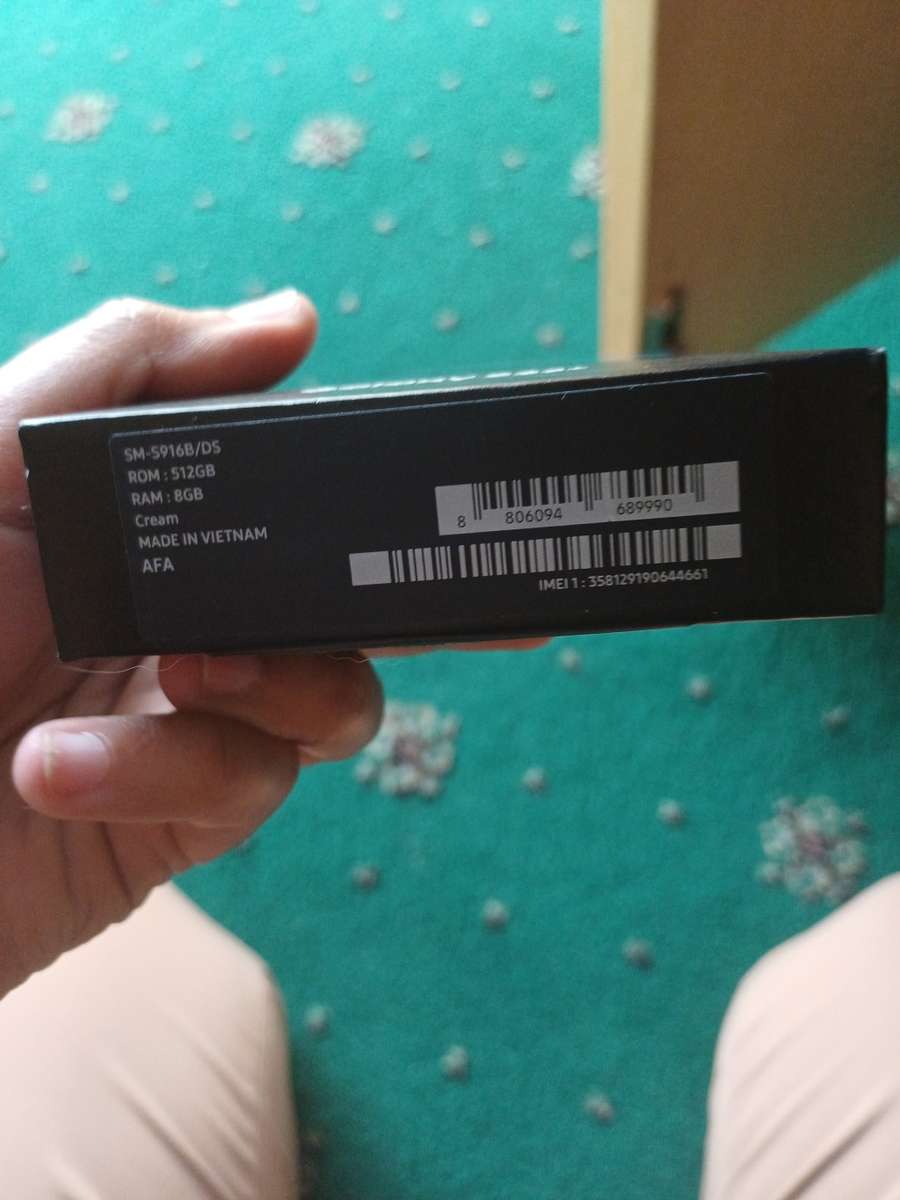 SM-S916B/DS
ROM : 512GB
RAM : 8GB
Cream
MADE IN VIETNAM
AFA
8 806094 689990
IMEI 1 : 358129190644661